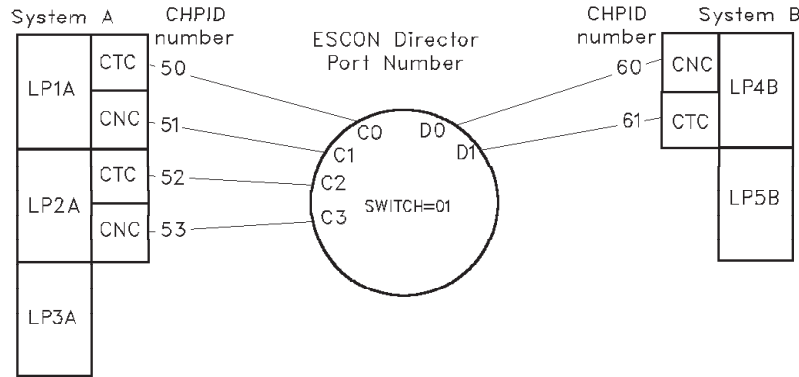 System A
CHPID
number
ESCON Director
Port Number
CHPID
number
System B
LP1A
CTC
50
CNC
51
LP2A
CTC
52
CNC
53
LP3A
C0
D0
C1
D1
C2
C3
SWITCH=01
60
CNC
LP4B
61
CTC
LP5B